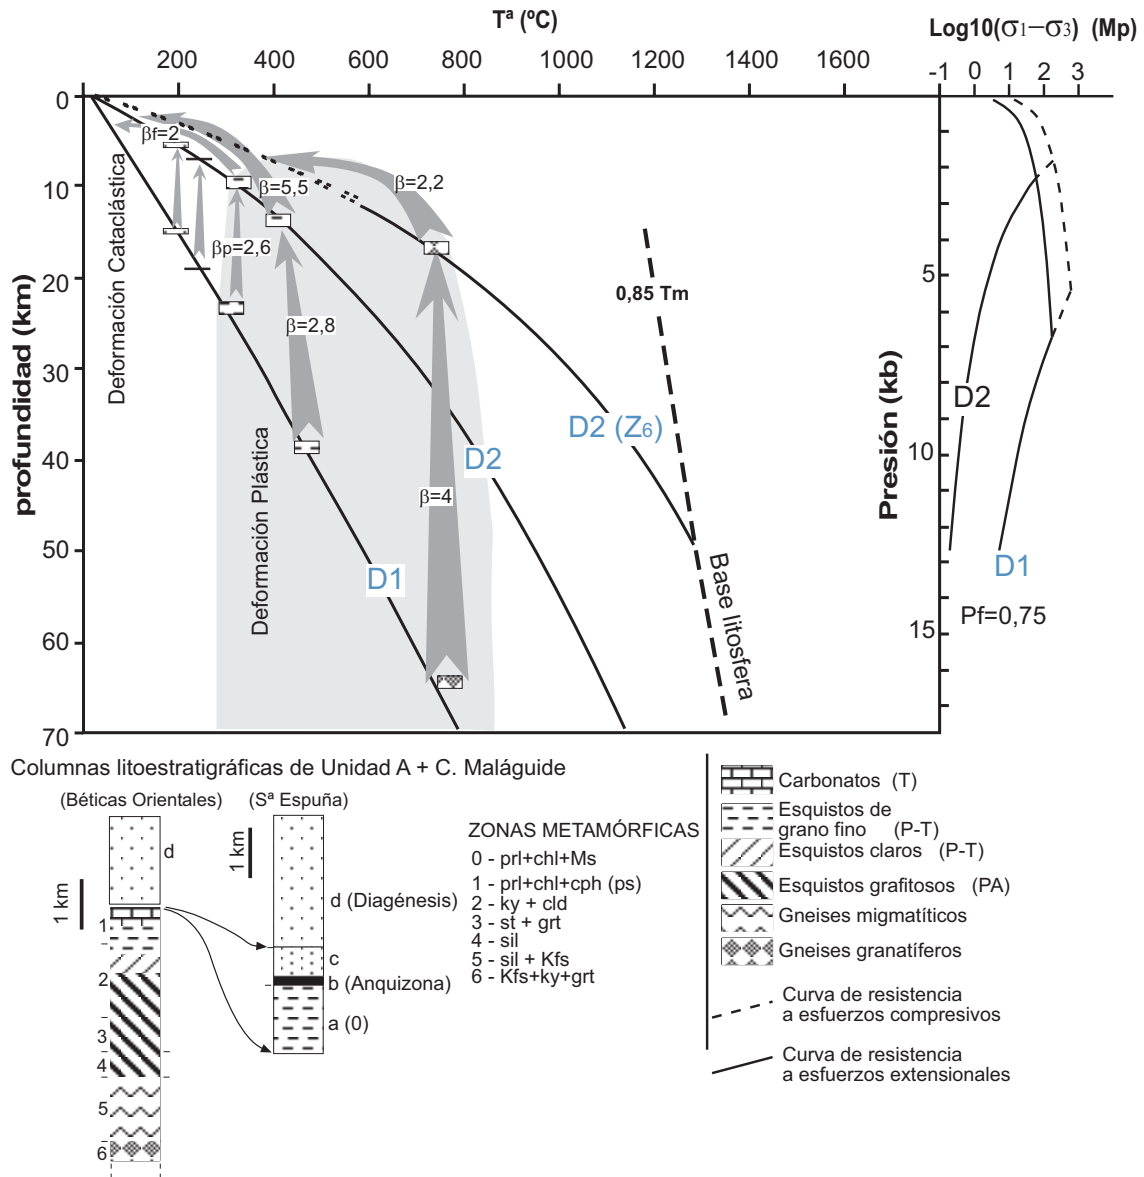 Tª (ºC)
Log10(σ1−σ3) (Mp)
200 400 600 800 1000 1200 1400 1600
-1 0 1 2 3
0
10
20
30
40
50
60
70
profundidad (km)
Deformación Cataclástica
Deformación Plástica
βf=2
βp=2,6
β=5,5
β=2,8
β=2,2
β=4
0,85 Tm
D2 (Z6)
D2
D1
Base litosfera
Presión (kb)
5
10
15
D2
D1
Pf=0,75
Columnas litoestratigráficas de Unidad A + C. Maláguide
(Béticas Orientales)
(Sª Espuña)
1 km
d
1
2
3
4
5
6
1 km
d (Diagénesis)
c
b (Anquizona)
a (0)
ZONAS METAMÓRFICAS
0 - prl+chl+Ms
1 - prl+chl+cph (ps)
2 - ky + cld
3 - st + grt
4 - sil
5 - sil + Kfs
6 - Kfs+ky+grt
Carbonatos (T)
Esquistos de
grano fino (P-T)
Esquistos claros (P-T)
Esquistos grafitosos (PA)
Gneises migmatíticos
Gneises granatíferos
Curva de resistencia
a esfuerzos compresivos
Curva de resistencia
a esfuerzos extensionales